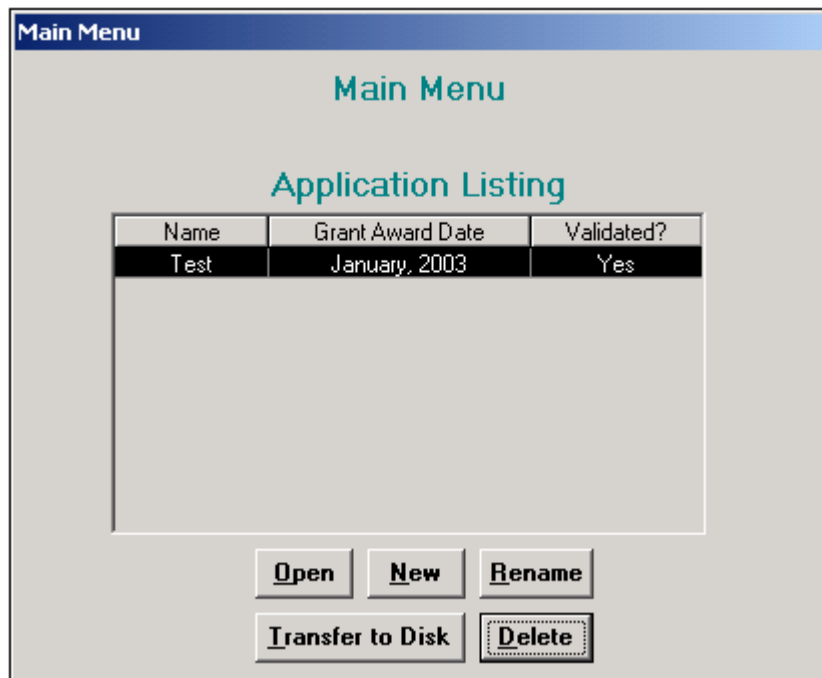 Main Menu
Main Menu
Application Listing
Name Grant Award Date Validated?
Test January, 2003 Yes
Open New Rename
Transfer to Disk Delete